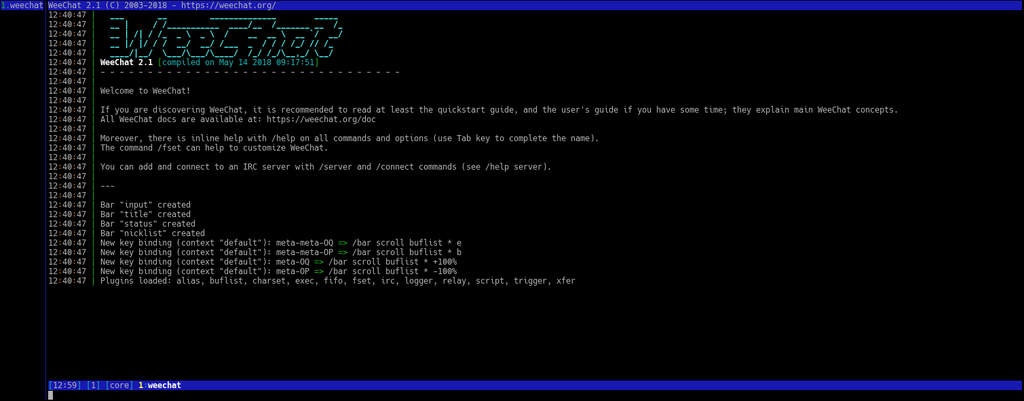 1.weechat WeeChat 2.1 (C) 2003-2018 - https://weechat.org/
12:40:47 |
12:40:47 |
12:40:47 |
12:40:47 | WeeChat
12:40:47 |
12:40:47 | WeeChat 2.1 [compiled on May 14 2018 09:17:51]
12:40:47 | - - - - - - - - - - - - - - - - - - - - - - - - - - - - - - - -
12:40:47 |
12:40:47 | Welcome to WeeChat!
12:40:47 |
12:40:47 | If you are discovering WeeChat, it is recommended to read at least the quickstart guide, and the user's guide if you have some time; they explain main WeeChat concepts.
12:40:47 | All WeeChat docs are available at: https://weechat.org/doc
12:40:47 |
12:40:47 | Moreover, there is inline help with /help on all commands and options (use Tab key to complete the name).
12:40:47 | The command /fset can help to customize WeeChat.
12:40:47 |
12:40:47 | You can add and connect to an IRC server with /server and /connect commands (see /help server).
12:40:47 |
12:40:47 | ---
12:40:47 |
12:40:47 | Bar "input" created
12:40:47 | Bar "title" created
12:40:47 | Bar "status" created
12:40:47 | Bar "nicklist" created
12:40:47 | New key binding (context "default"): meta-meta-OQ => /bar scroll buflist * e
12:40:47 | New key binding (context "default"): meta-meta-OP => /bar scroll buflist * b
12:40:47 | New key binding (context "default"): meta-OQ => /bar scroll buflist * +100%
12:40:47 | New key binding (context "default"): meta-OP => /bar scroll buflist * -100%
12:40:47 | Plugins loaded: alias, buflist, charset, exec, fifo, fset, irc, logger, relay, script, trigger, xfer
[12:59] [1] [core] 1:weechat